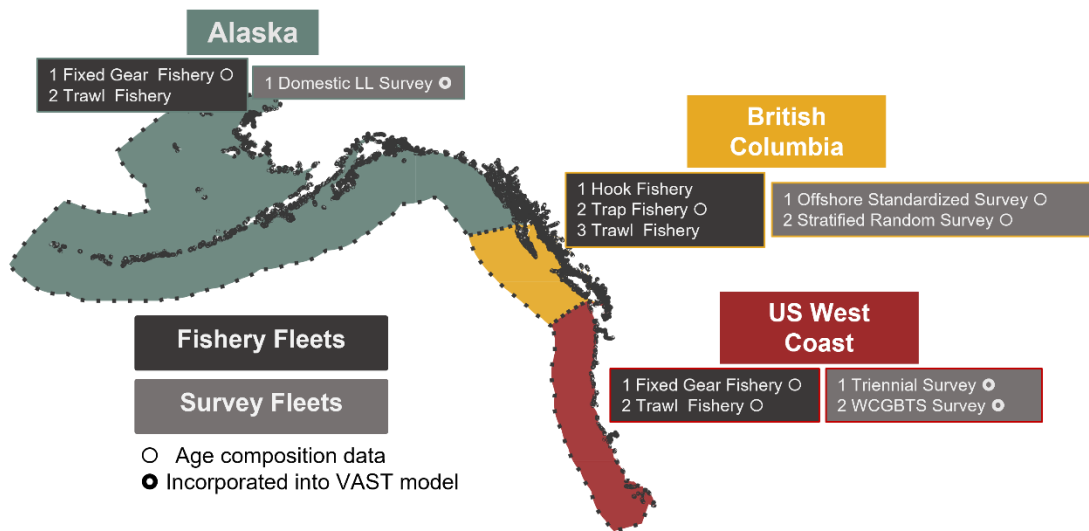 Alaska
1 Fixed Gear Fishery ○
2 Trawl Fishery
1 Domestic LL Survey
British
Columbia
1 Hook Fishery
2 Trap Fishery ○
3 Trawl Fishery
1 Offshore Standardized Survey ○
2 Stratified Random Survey ○
US West
Coast
1 Fixed Gear Fishery ○
2 Trawl Fishery ○
1 Triennial Survey
2 WCGBTS Survey
Fishery Fleets
Survey Fleets
○ Age composition data
Incorporated into VAST model